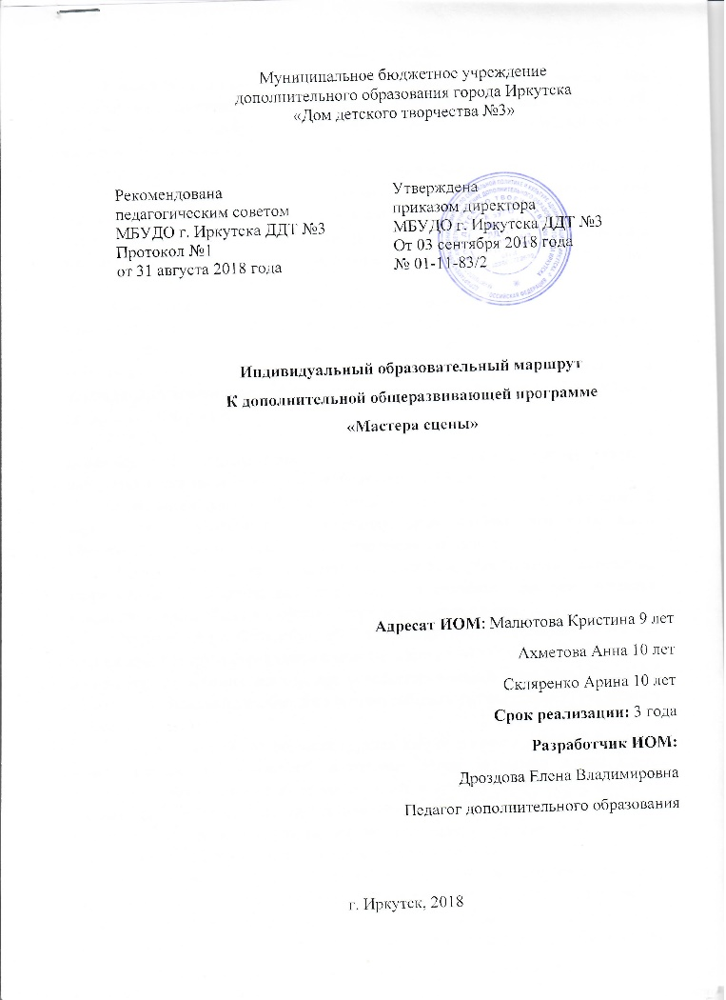 Муниципальное бюджетное учреждение
дополнительного образования города Иркутска
«Дом детского творчества №3»
Рекомендована
педагогическим советом
МБУДО г. Иркутска ДДТ №3
Протокол №1
от 31 августа 2018 года
Утверждена
приказом директора
МБУДО г. Иркутска ДДТ №3
От 03 сентября 2018 года
№ 01-11-83/2
Индивидуальный образовательный маршрут
К дополнительной общеразвивающей программе
«Мастера сцены»
Адресат ИОМ: Малютова Кристина 9 лет
Ахметова Анна 10 лет
Скляренко Арина 10 лет
Срок реализации: 3 года
Разработчик ИОМ:
Дроздова Елена Владимировна
Педагог дополнительного образования
г. Иркутск, 2018